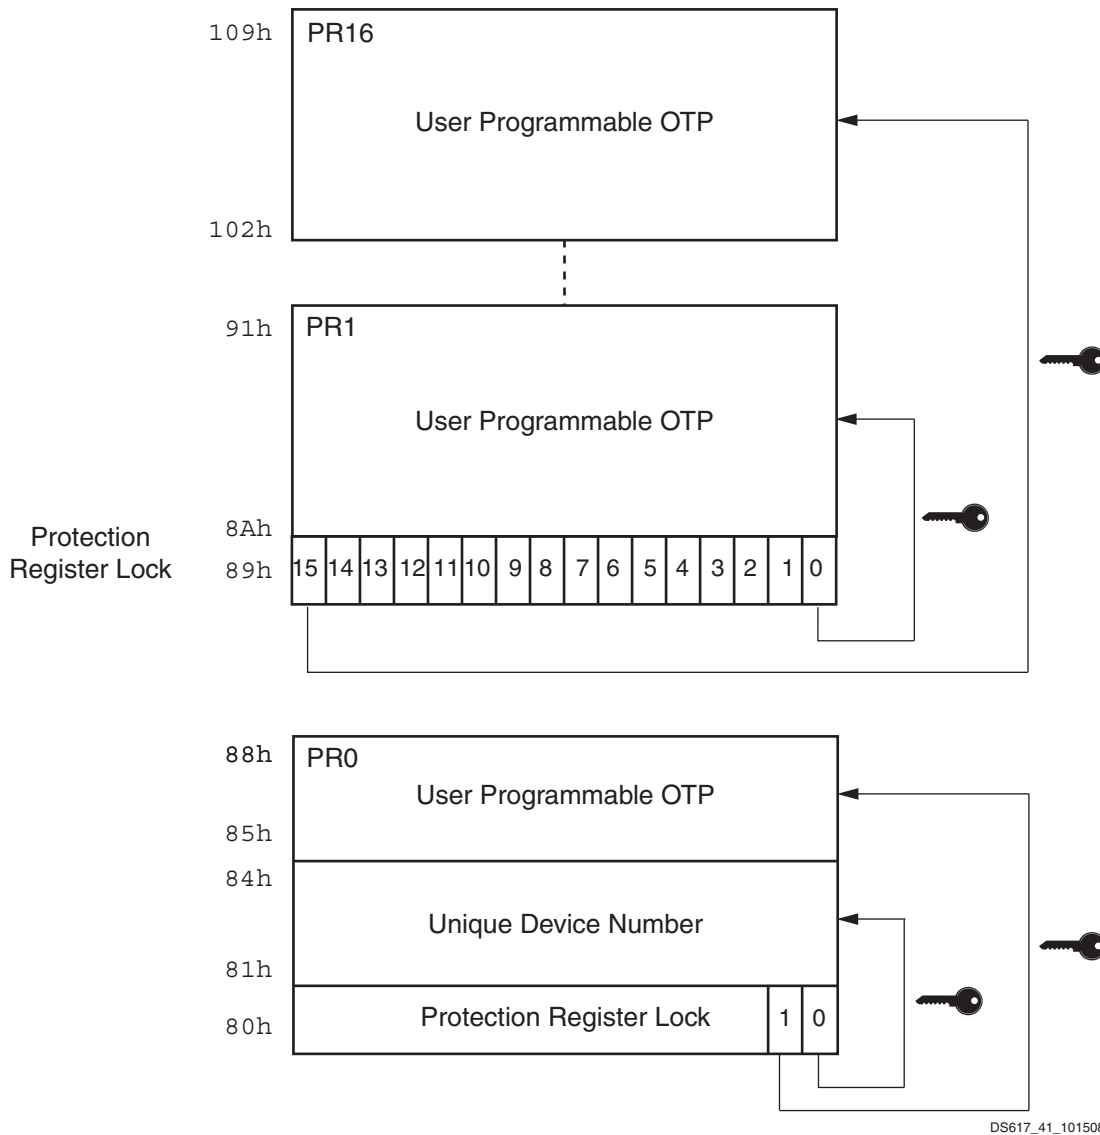 109h PR16
User Programmable OTP
102h
91h PR1
User Programmable OTP
8Ah
Protection
Register Lock
89h 15 14 13 12 11 10 9 8 7 6 5 4 3 2 1 0
88h PR0
User Programmable OTP
85h
84h
Unique Device Number
81h
80h Protection Register Lock 1 0
DS617_41_101508